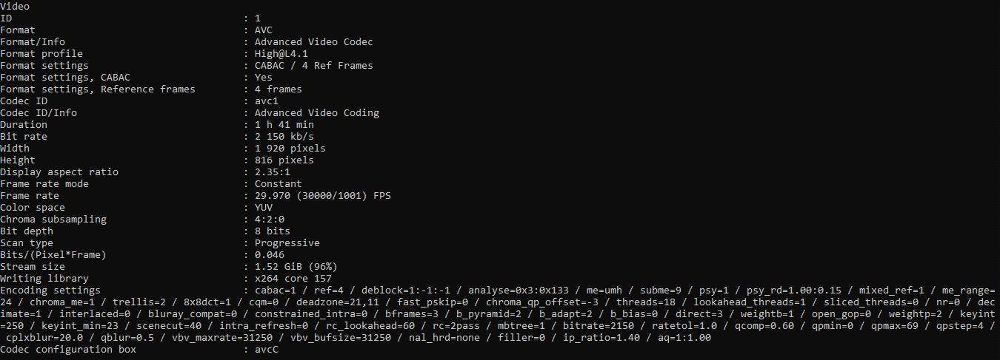 Video
ID : 1
Format : AVC
Format/Info : Advanced Video Codec
Format profile : High@L4.1
Format settings : CABAC / 4 Ref Frames
Format settings, CABAC : Yes
Format settings, Reference frames : 4 frames
Codec ID : avc1
Codec ID/Info : Advanced Video Coding
Duration : 1 h 41 min
Bit rate : 2 150 kb/s
Width : 1 920 pixels
Height : 816 pixels
Display aspect ratio : 2.35:1
Frame rate mode : Constant
Frame rate : 29.970 (30000/1001) FPS
Color space : YUV
Chroma subsampling : 4:2:0
Bit depth : 8 bits
Scan type : Progressive
Bits/(Pixel*Frame) : 0.046
Stream size : 1.52 GiB (96%)
Writing library : x264 core 157
Encoding settings : cabac=1 / ref=4 / deblock=1:-1:-1 / analyse=0x3:0x133 / me=umh / subme=9 / psy=1 / psy_rd=1.00:0.15 / mixed_ref=1 / me_range=
24 / chroma_me=1 / trellis=2 / 8x8dct=1 / cqm=0 / deadzone=21,11 / fast_pskip=0 / chroma_qp_offset=-3 / threads=18 / lookahead_threads=1 / sliced_threads=0 / nr=0 / dec
imate=1 / interlaced=0 / bluray_compat=0 / constrained_intra=0 / bframes=3 / b_pyramid=2 / b_adapt=2 / b_bias=0 / direct=3 / weightb=1 / open_gop=0 / weightp=2 / keyint
=250 / keyint_min=23 / scenecut=40 / intra_refresh=0 / rc_lookahead=60 / rc=2pass / mbtree=1 / bitrate=2150 / ratetol=1.0 / qcomp=0.60 / qpmin=0 / qpmax=69 / qpstep=4 /
cplxblur=20.0 / qblur=0.5 / vbv_maxrate=31250 / vbv_bufsize=31250 / nal_hrd=none / filler=0 / ip_ratio=1.40 / aq=1:1.00
Codec configuration box : avcC